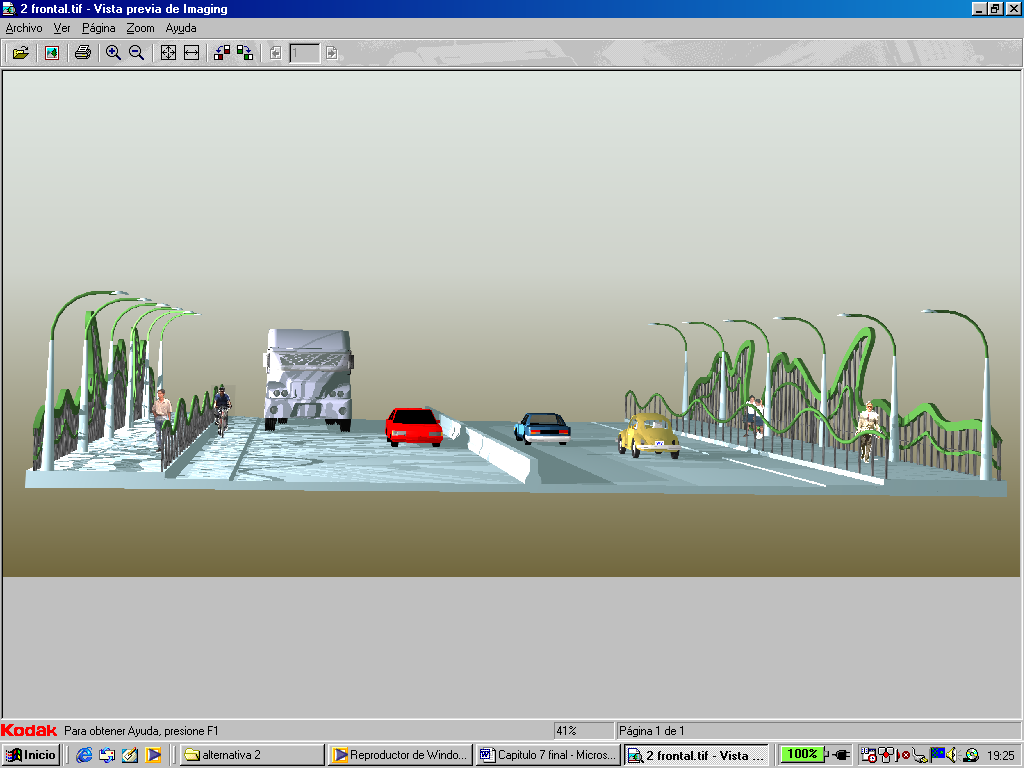 2 frontal.tif - Vista previa de Imaging
Archivo Ver Página Zoom Ayuda
1
Kodak Para obtener Ayuda, presione F1 41% Página 1 de 1
Inicio alternativa 2 Reproductor de Windo... Capitulo 7 final - Micros... 2 frontal.tif - Vista ... 100% 19:25